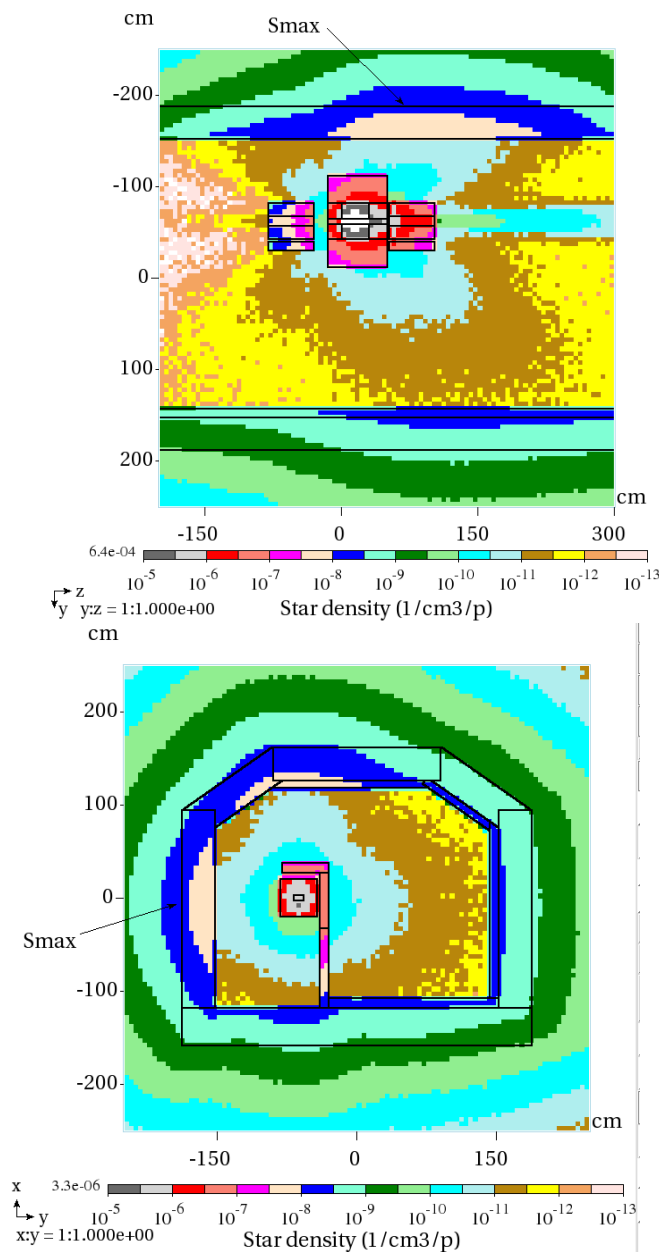 cm
Smax
-200
-100
0
100
200
cm
-150
0
150
300
6.4e-04
10-5 10-6 10-7 10-8 10-9 10-10 10-11 10-12 10-13
z
y y:z = 1:1.000e+00
Star density (1/cm3/p)
cm
200
100
0
Smax
-100
-200
cm
-150
0
150
x
3.3e-06
10-5 10-6 10-7 10-8 10-9 10-10 10-11 10-12 10-13
y
x:y = 1:1.000e+00
Star density (1/cm3/p)